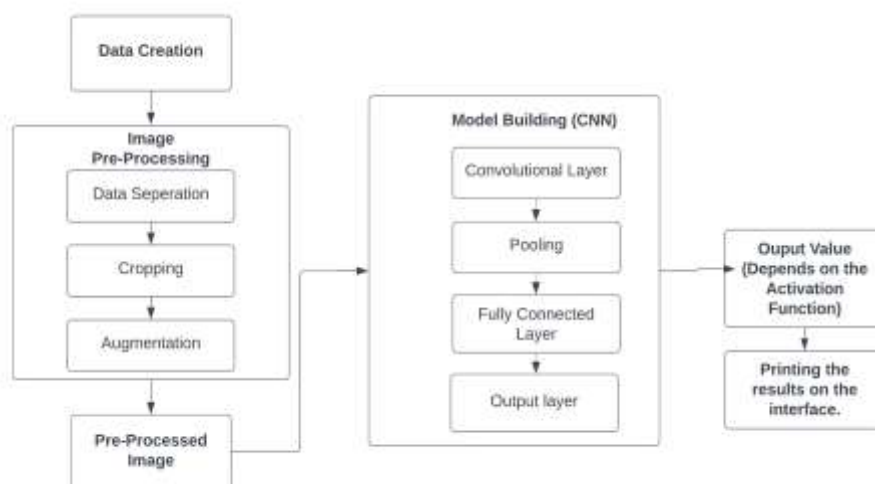 Data Creation
Image
Pre-Processing
Data Seperation
Cropping
Augmentation
Pre-Processed
Image
Model Building (CNN)
Convolutional Layer
Pooling
Fully Connected
Layer
Output layer
Ouput Value
(Depends on the
Activation
Function)
Printing the
results on the
interface.